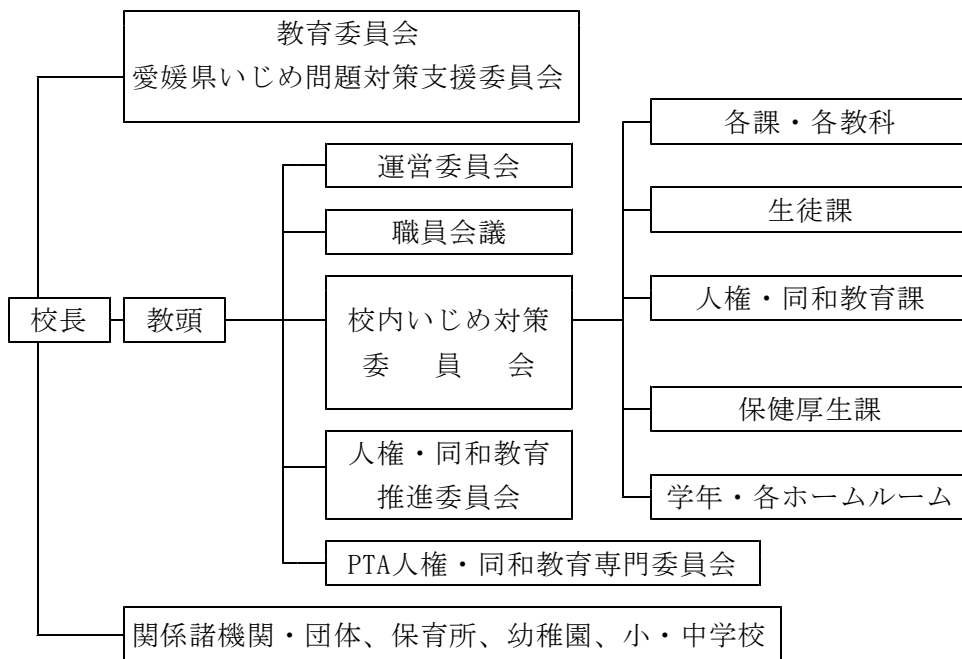 教育委員会
愛媛県いじめ問題対策支援委員会
各課・各教科
運営委員会
生徒課
職員会議
校長
教頭
校内いじめ対策
委　員　会
人権・同和教育課
保健厚生課
人権・同和教育
推進委員会
学年・各ホームルーム
PTA人権・同和教育専門委員会
関係諸機関・団体、保育所、幼稚園、小・中学校